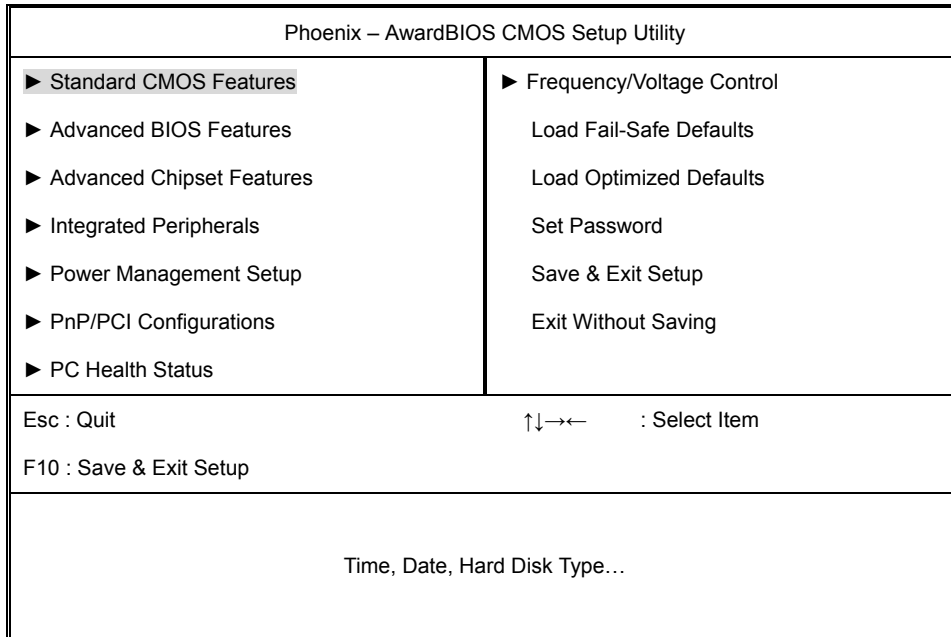 Phoenix – AwardBIOS CMOS Setup Utility
► Standard CMOS Features
► Advanced BIOS Features
► Advanced Chipset Features
► Integrated Peripherals
► Power Management Setup
► PnP/PCI Configurations
► PC Health Status
► Frequency/Voltage Control
Load Fail-Safe Defaults
Load Optimized Defaults
Set Password
Save & Exit Setup
Exit Without Saving
Esc : Quit ↑↓→← : Select Item
F10 : Save & Exit Setup
Time, Date, Hard Disk Type…